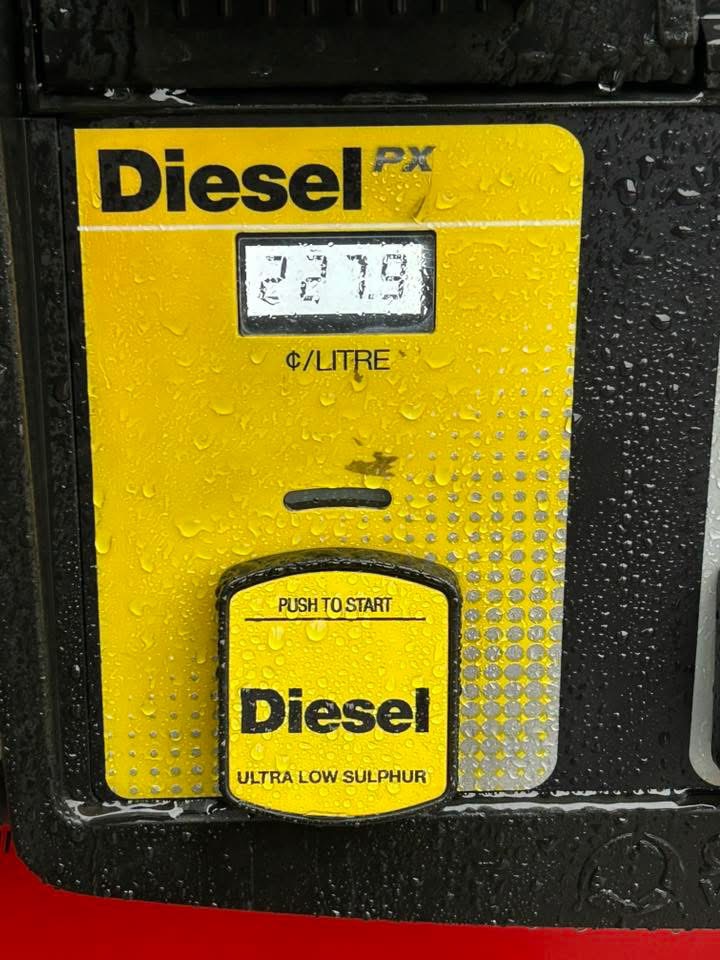 Diesel PX
227.9
¢/LITRE
PUSH TO START
Diesel
ULTRA LOW SULPHUR